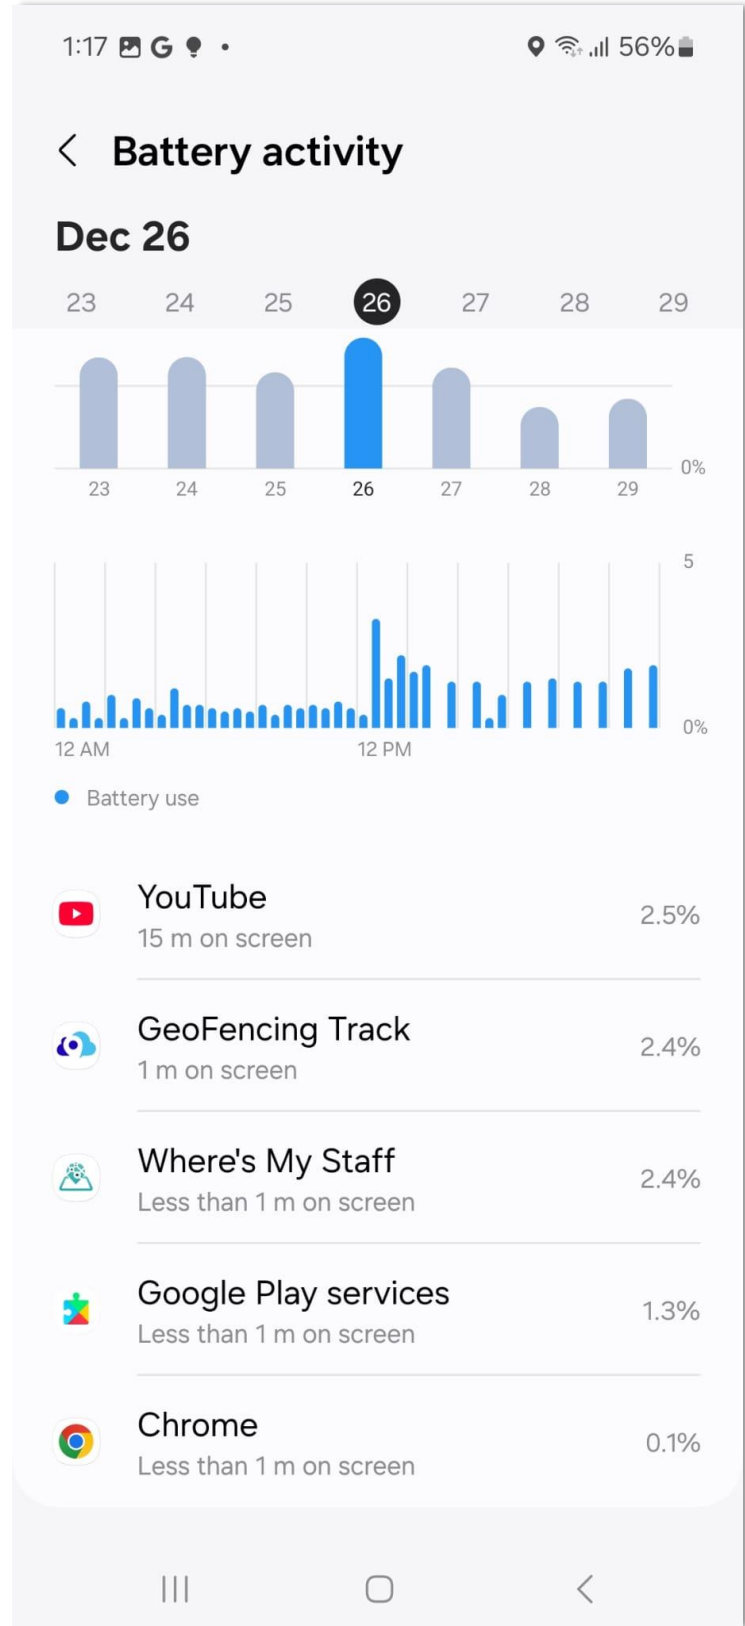 1:17 G 56%
Battery activity
Dec 26
23 24 25 26 27 28 29
0%
23 24 25 26 27 28 29
5
0%
12 AM 12 PM
Battery use
YouTube
2.5%
15 m on screen
GeoFencing Track
2.4%
1 m on screen
Where's My Staff
2.4%
Less than 1 m on screen
Google Play services
1.3%
Less than 1 m on screen
Chrome
0.1%
Less than 1 m on screen